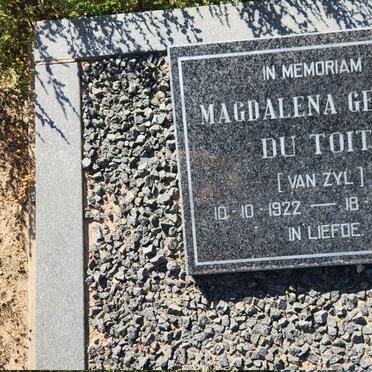 IN MEMORIAM
MAGDALENA GE
DU TOIT
[ VAN ZYL ]
10-10-1922 — 18-
IN LIEFDE